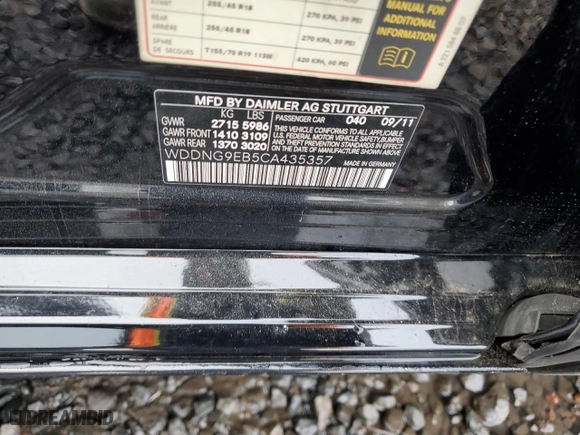 AVANT 255/45 R18 270 KPA, 39 PSI
REAR
ARRIERE 255/45 R18 270 KPA, 39 PSI
SPARE
DE SECOURS T155/70 R19 113M 420 KPA, 60 PSI
MANUAL FOR
ADDITIONAL
INFORMATION
MFD BY DAIMLER AG STUTTGART
KG LBS PASSENGER CAR 040 09/11
GVWR 2715 5986
GAWR FRONT 1410 3109
GAWR REAR 1370 3020
THIS VEHICLE CONFORMS TO ALL APPLICABLE
U.S. FEDERAL MOTOR VEHICLE SAFETY,BUMPER
AND THEFT PREVENTION STANDARDS IN EFFECT
ON THE DATE OF MANUFACTURE SHOWN ABOVE
WDDNG9EB5CA435357
IDREAMBID